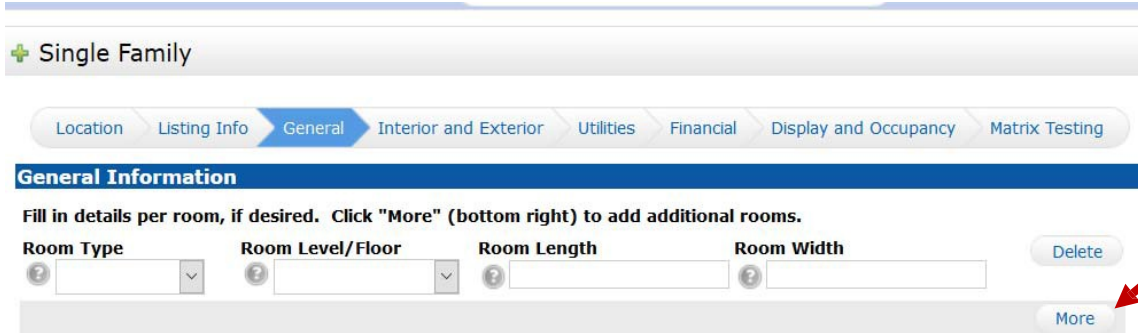 Single Family
Location Listing Info General Interior and Exterior Utilities Financial Display and Occupancy Matrix Testing
General Information
Fill in details per room, if desired. Click "More" (bottom right) to add additional rooms.
Room Type Room Level/Floor Room Length Room Width Delete
? ? ? ?
More